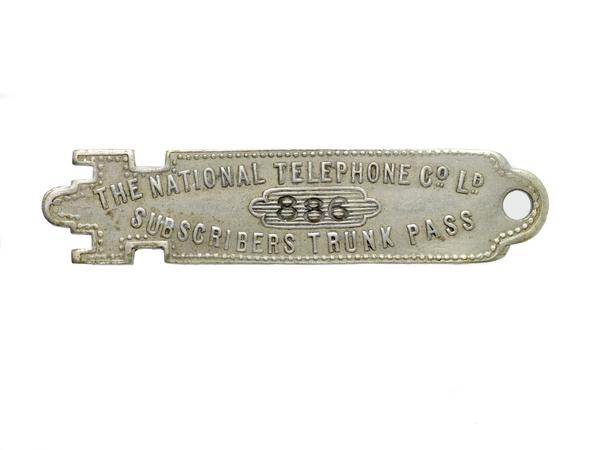 THE NATIONAL TELEPHONE Co. LD.
886
SUBSCRIBERS TRUNK PASS